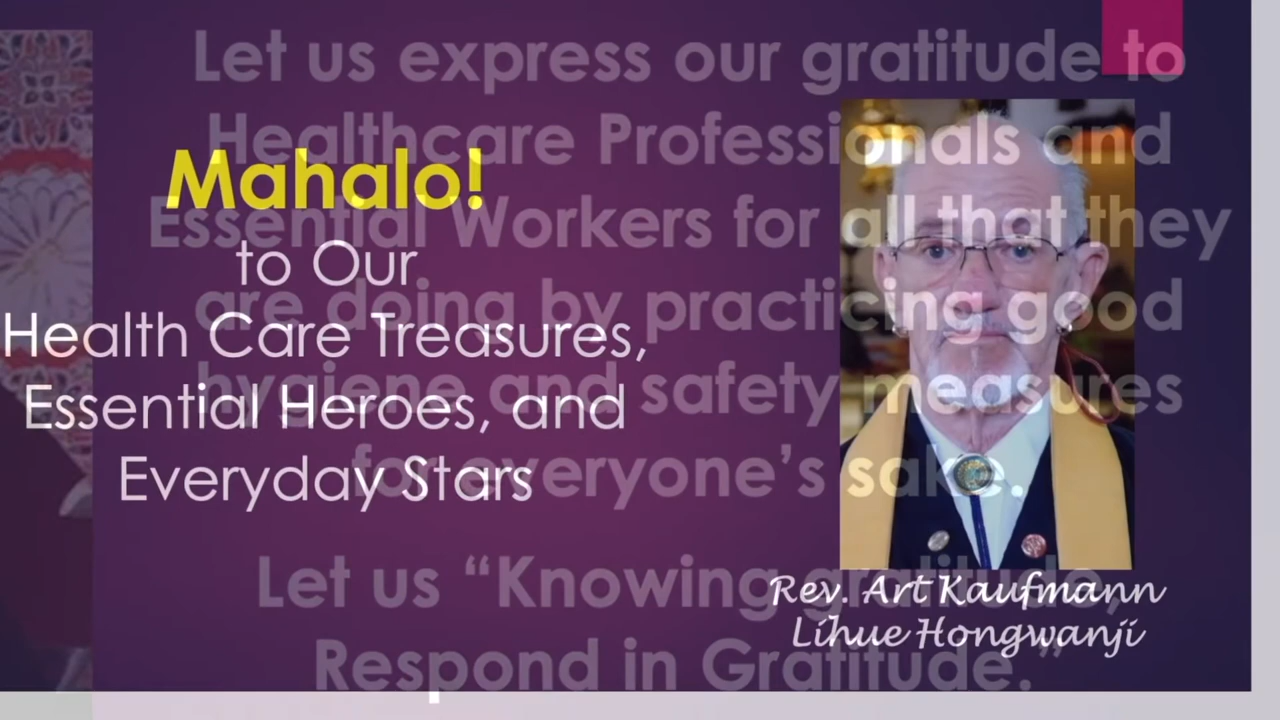 Let us express our gratitude to
Healthcare Professionals and
Essential Workers for all that they
are doing by practicing good
hygiene and safety measures
for everyone's sake.
Let us “Knowing gratitude,
Respond in Gratitude.”
Mahalo!
to Our
Health Care Treasures,
Essential Heroes, and
Everyday Stars
Rev. Art Kaufmann
Lihue Hongwanji